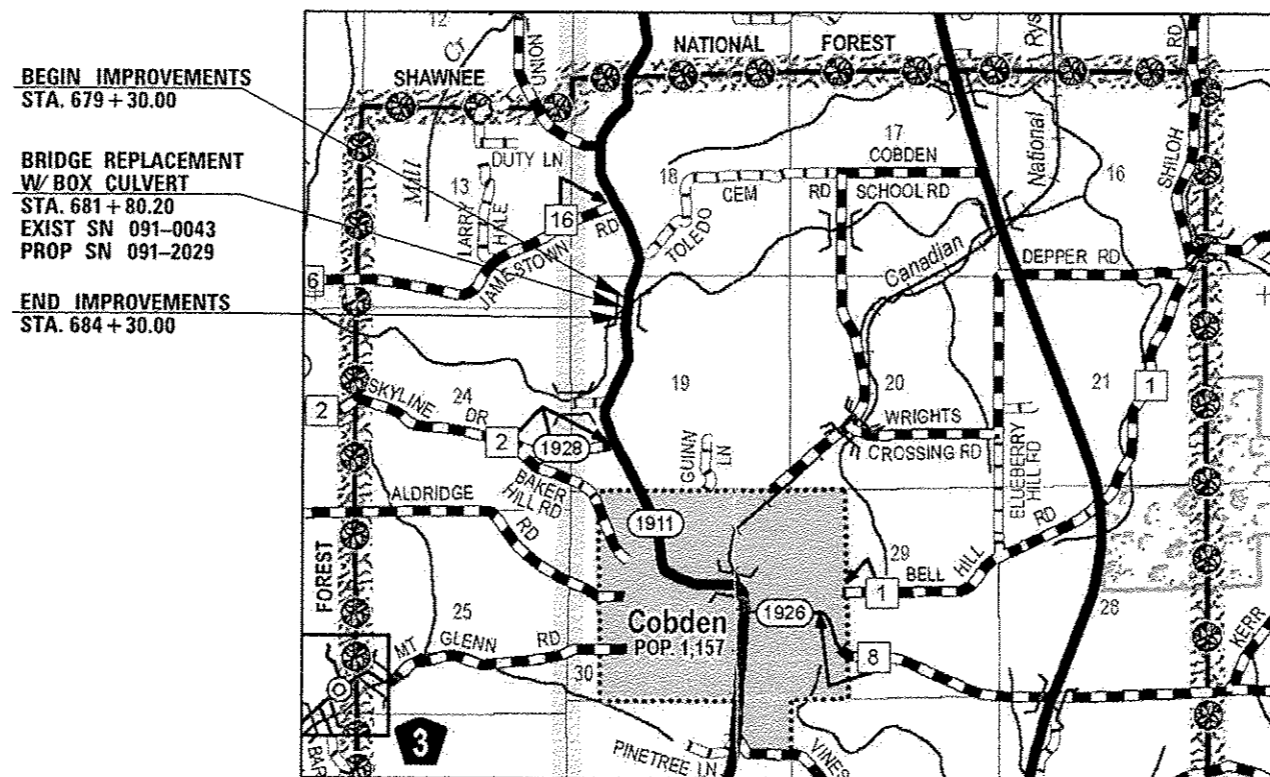 BEGIN IMPROVEMENTS
STA. 679+30.00
BRIDGE REPLACEMENT
W/ BOX CULVERT
STA. 681+80.20
EXIST SN 091-0043
PROP SN 091-2029
END IMPROVEMENTS
STA. 684+30.00
12
Cr
UNION
NATIONAL FOREST
RD
SHAWNEE
Rys
17
COBDEN
DUTY LN
Mill
13
18
CEM
RD
SCHOOL RD
National
16
SHILOH
LARRY
HALE
16
RD
TOLEDO
6
JAMESTOWN
Canadian
DEPPER RD
19
20
21
1
2
SKYLINE
24
DR
2
1928
WRIGHTS
CROSSING RD
GUINN
LN
BAKER
HILL RD
ELUEBERRY
HILL RD
ALDRIDGE
RD
1911
RD
29
BELL
HILL
1
FOREST
1926
28
25
Cobden
POP. 1,157
MT
GLENN
RD
30
8
KERR
3
BAR
PINETREE LN
VINES